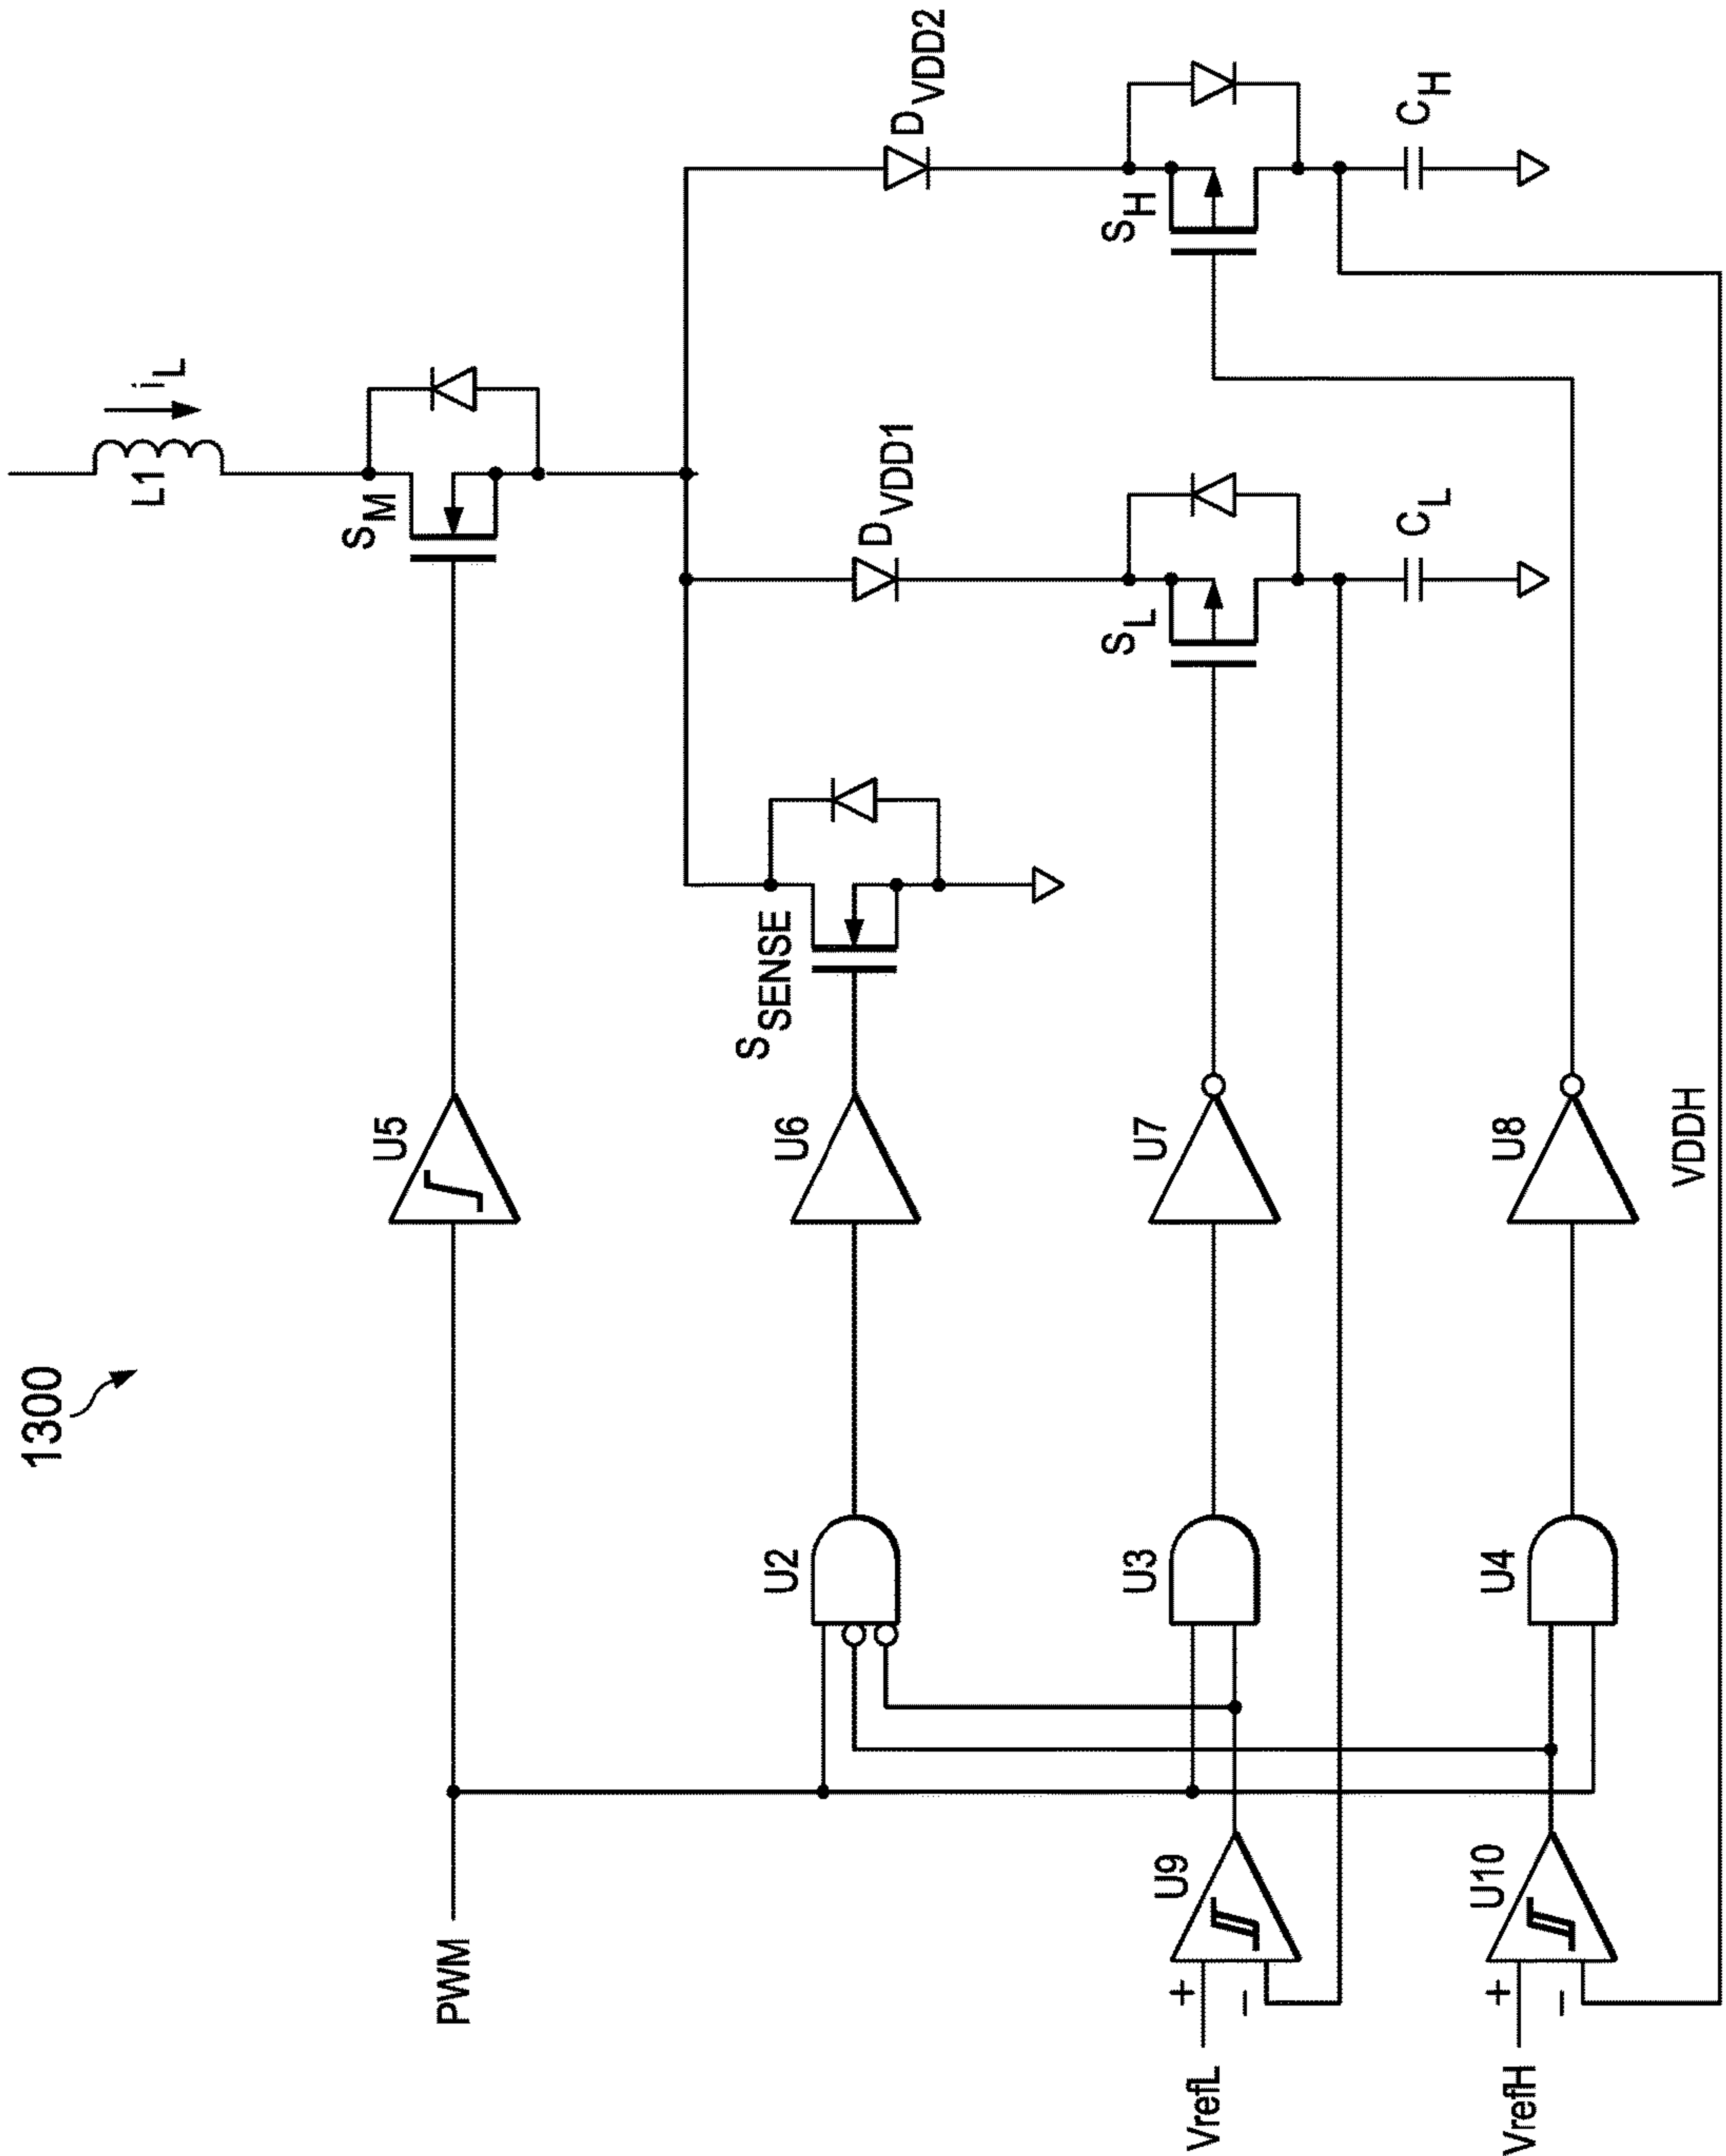 1300
L1
iL
SM
PWM
U5
U2
U6
SSENSE
DVDD1
DVDD2
U9
+
−
VrefL
U3
U7
SL
CL
SH
CH
U10
+
−
VrefH
U4
U8
VDDH